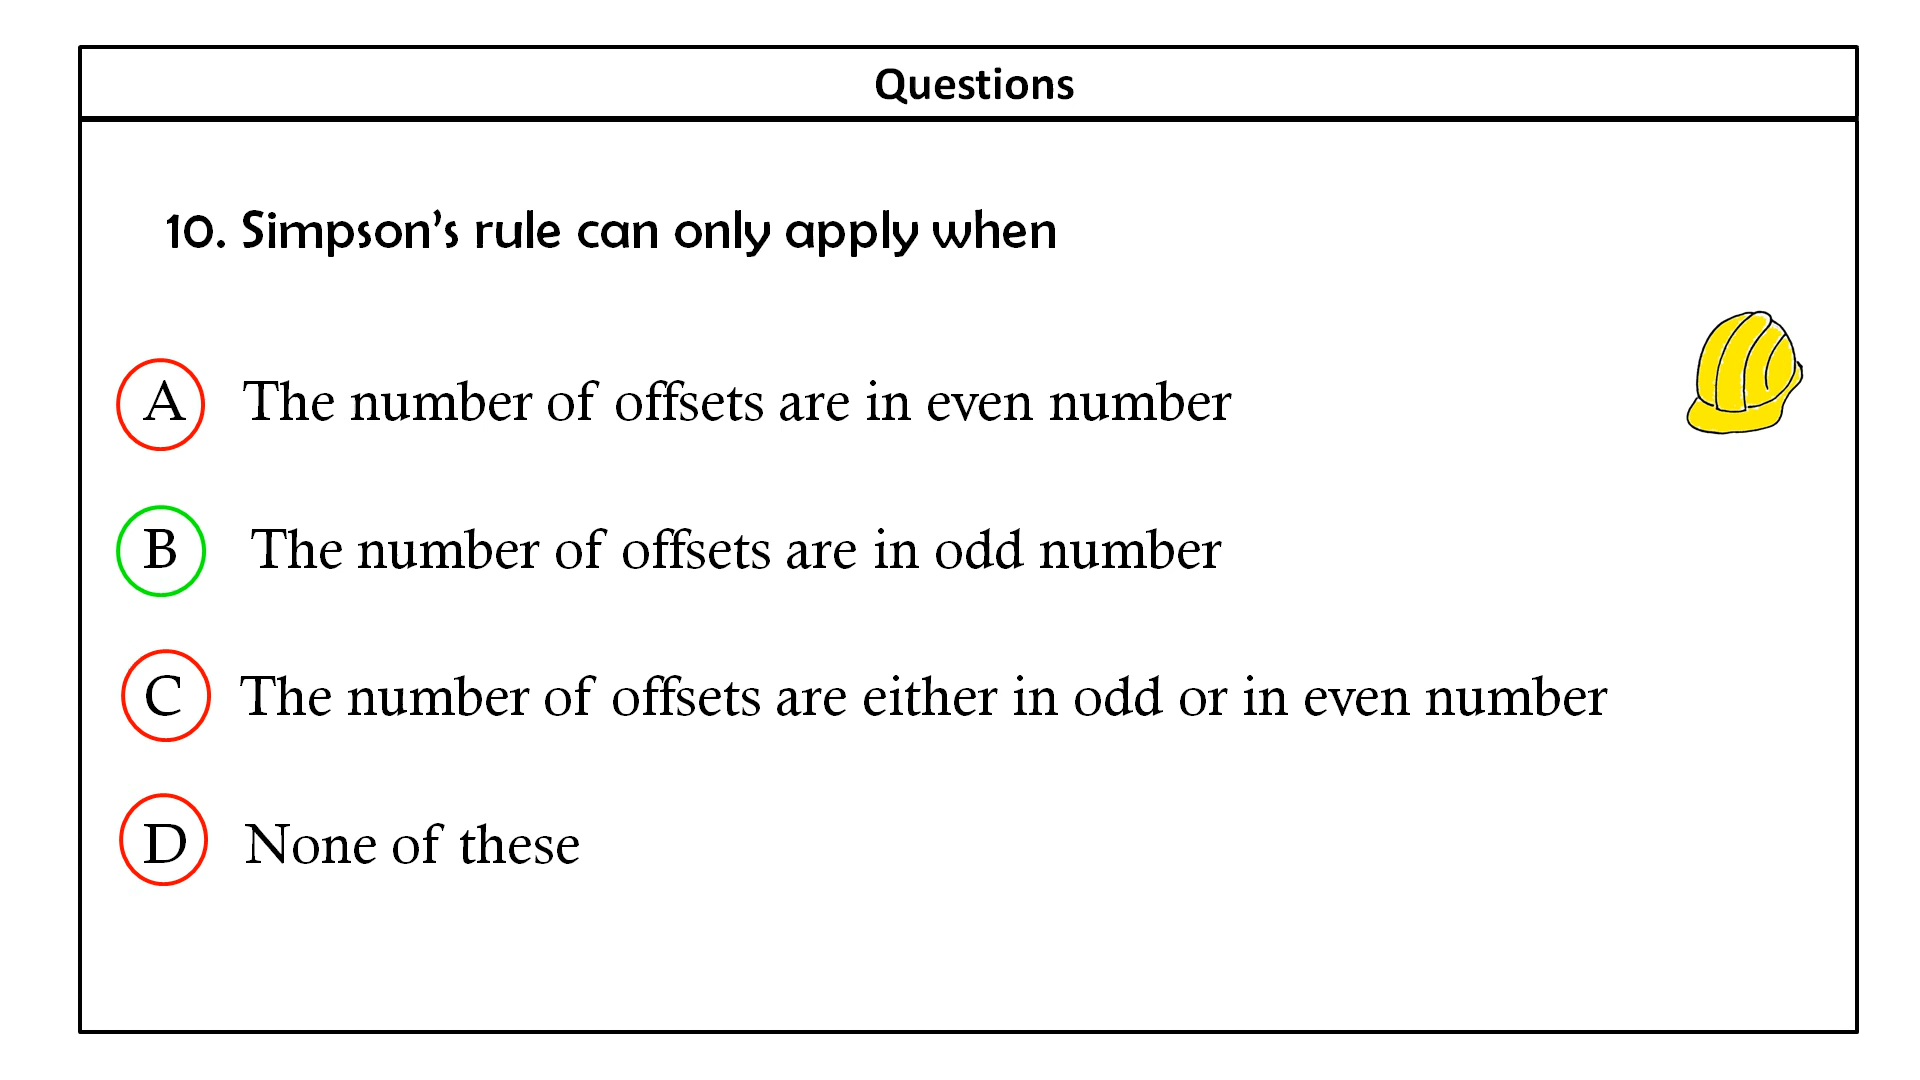 Questions
10. Simpson’s rule can only apply when
A The number of offsets are in even number
B The number of offsets are in odd number
C The number of offsets are either in odd or in even number
D None of these